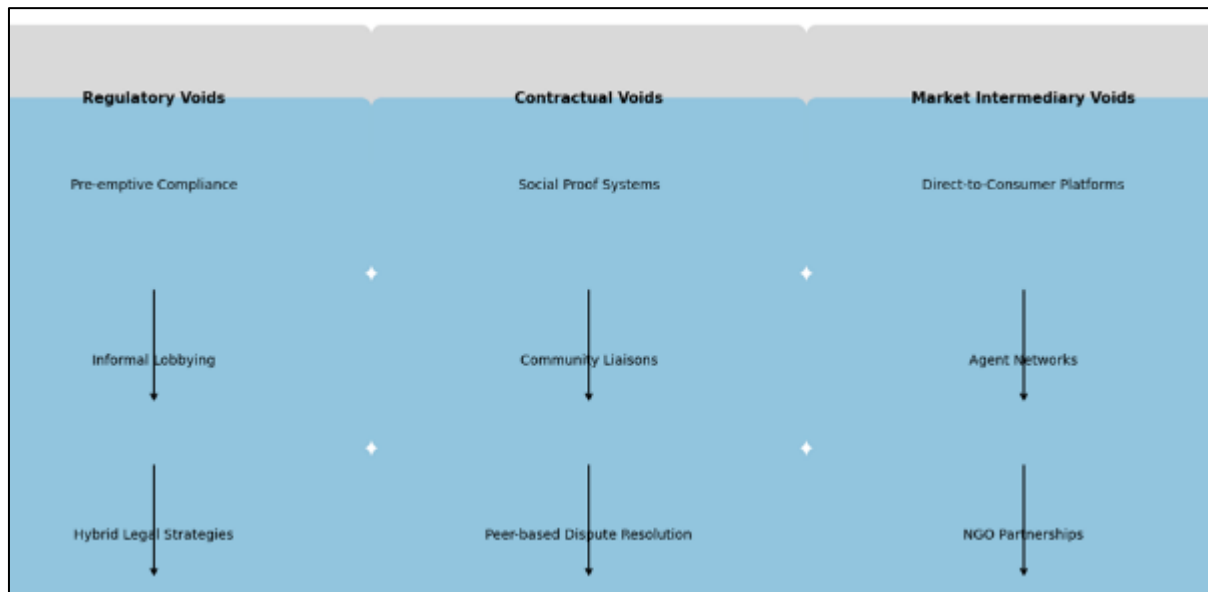 Regulatory Voids
Contractual Voids
Market Intermediary Voids
Pre-emptive Compliance
Social Proof Systems
Direct-to-Consumer Platforms
Informal Lobbying
Community Liaisons
Agent Networks
Hybrid Legal Strategies
Peer-based Dispute Resolution
NGO Partnerships